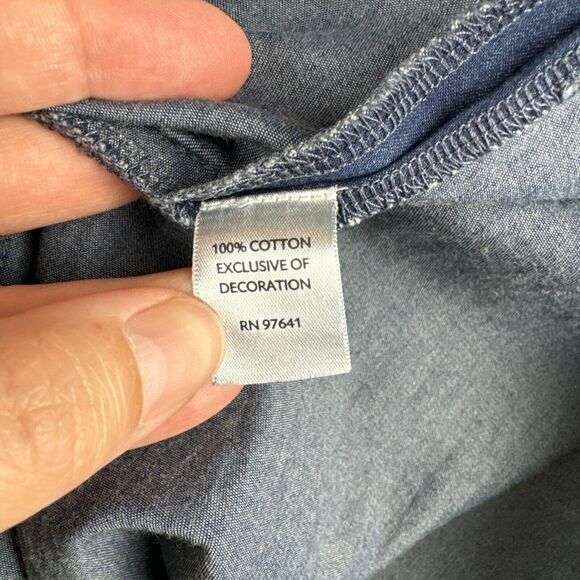 100% COTTON
EXCLUSIVE OF
DECORATION
RN 97641